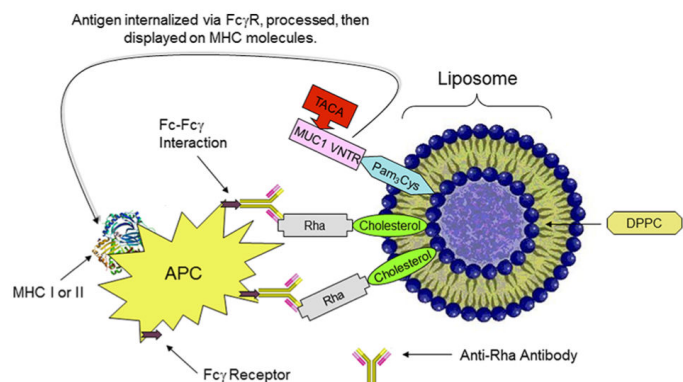 Antigen internalized via FcγR, processed, then
displayed on MHC molecules.
Liposome
TACA
MUC1 VNTR
Pam₃Cys
Fc-Fcγ
Interaction
Rha
Cholesterol
DPPC
APC
MHC I or II
Rha
Cholesterol
Fcγ Receptor
Anti-Rha Antibody